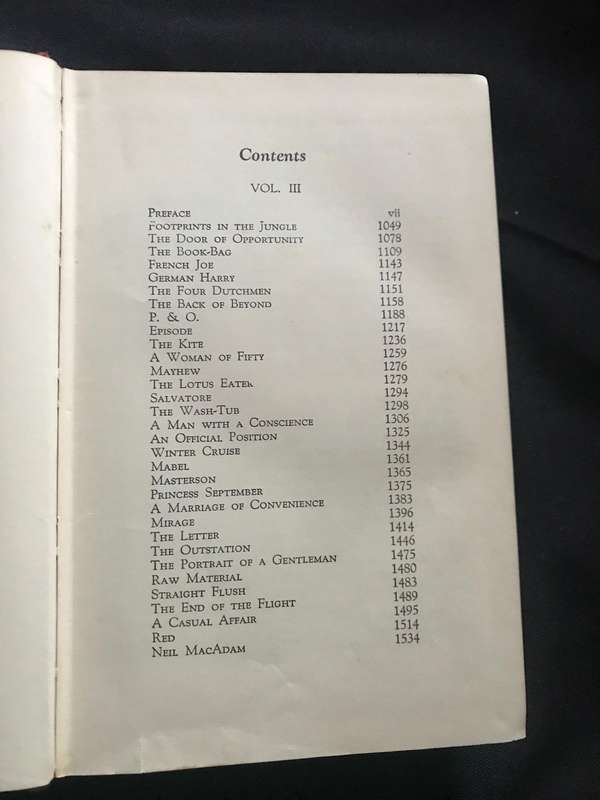 Contents
VOL. III
Preface vii
Footprints in the Jungle 1049
The Door of Opportunity 1078
The Book-Bag 1109
French Joe 1143
German Harry 1147
The Four Dutchmen 1151
The Back of Beyond 1158
P. & O. 1188
Episode 1217
The Kite 1236
A Woman of Fifty 1259
Mayhew 1276
The Lotus Eater 1279
Salvatore 1294
The Wash-Tub 1298
A Man with a Conscience 1306
An Official Position 1325
Winter Cruise 1344
Mabel 1361
Masterson 1365
Princess September 1375
A Marriage of Convenience 1383
Mirage 1396
The Letter 1414
The Outstation 1446
The Portrait of a Gentleman 1475
Raw Material 1480
Straight Flush 1483
The End of the Flight 1489
A Casual Affair 1495
Red 1514
Neil MacAdam 1534